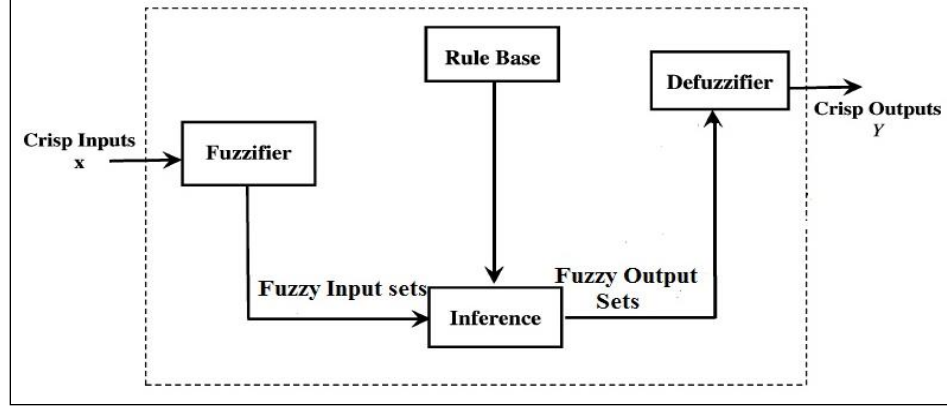 Rule Base
Defuzzifier
Crisp Outputs
Y
Crisp Inputs
x
Fuzzifier
Fuzzy Input sets
Fuzzy Output
Sets
Inference